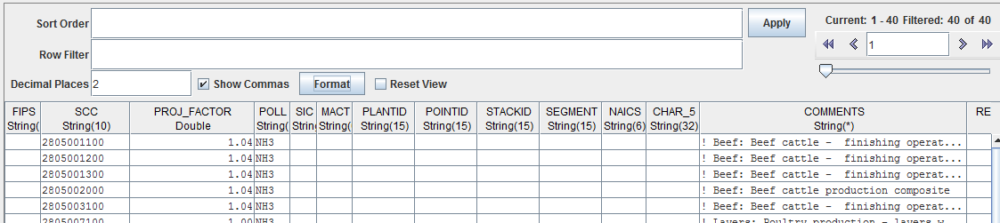 Sort Order
Apply
Current: 1 - 40 Filtered: 40 of 40
Row Filter
1
Decimal Places 2 Show Commas Format Reset View
FIPS SCC PROJ_FACTOR POLL SIC MACT PLANTID POINTID STACKID SEGMENT NAICS CHAR_5 COMMENTS RE
String( String(10) Double String( String( String( String(15) String(15) String(15) String(15) String(6) String(32) String(*)
2805001100 1.04 NH3 ! Beef: Beef cattle - finishing operat...
2805001200 1.04 NH3 ! Beef: Beef cattle - finishing operat...
2805001300 1.04 NH3 ! Beef: Beef cattle - finishing operat...
2805002000 1.04 NH3 ! Beef: Beef cattle production composite
2805003100 1.04 NH3 ! Beef: Beef cattle - finishing operat...
2805007100 1.00 NH3 ! Layers: Poultry production - layers w